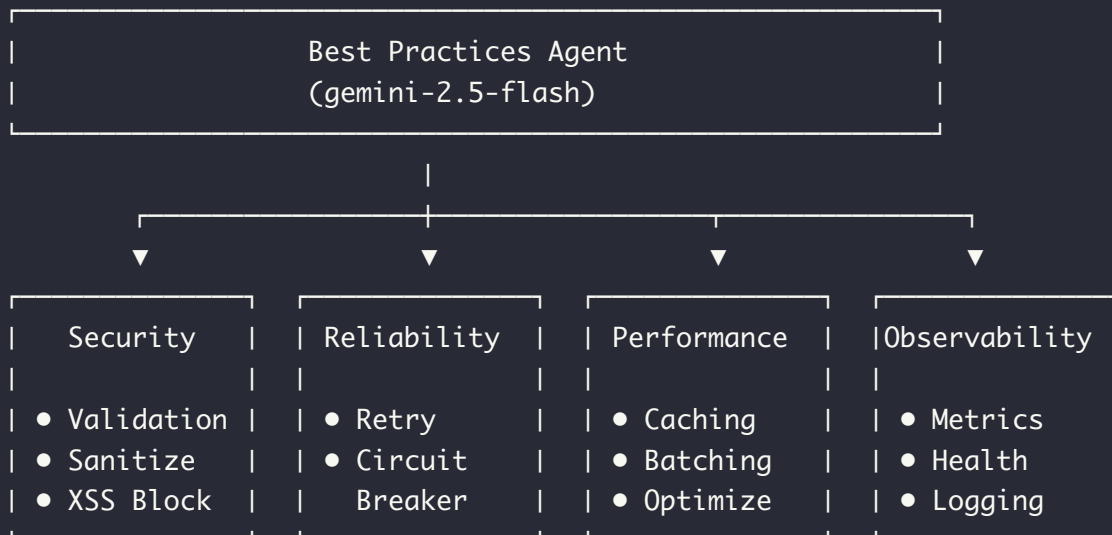 Best Practices Agent
(gemini-2.5-flash)
Security Reliability Performance Observability
● Validation ● Retry ● Caching ● Metrics
● Sanitize ● Circuit ● Batching ● Health
● XSS Block Breaker ● Optimize ● Logging